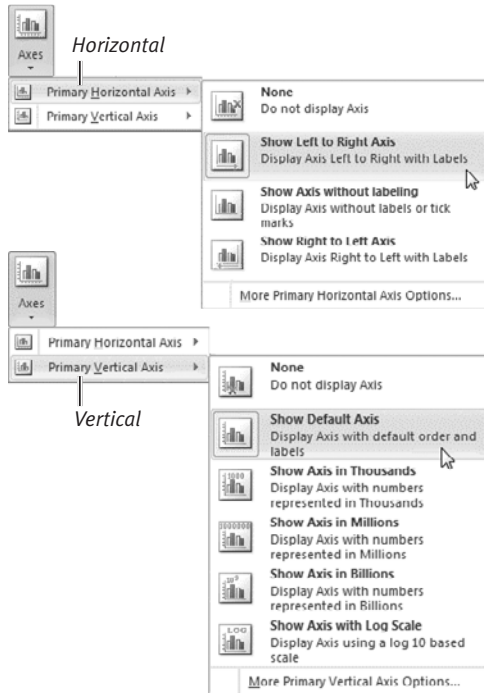 Axes
Horizontal
Primary Horizontal Axis
Primary Vertical Axis
None
Do not display Axis
Show Left to Right Axis
Display Axis Left to Right with Labels
Show Axis without labeling
Display Axis without labels or tick
marks
Show Right to Left Axis
Display Axis Right to Left with Labels
More Primary Horizontal Axis Options...
Axes
Primary Horizontal Axis
Primary Vertical Axis
Vertical
None
Do not display Axis
Show Default Axis
Display Axis with default order and
labels
1000
Show Axis in Thousands
Display Axis with numbers
represented in Thousands
1000000
Show Axis in Millions
Display Axis with numbers
represented in Millions
Show Axis in Billions
Display Axis with numbers
represented in Billions
LOG
Show Axis with Log Scale
Display Axis using a log 10 based
scale
More Primary Vertical Axis Options...